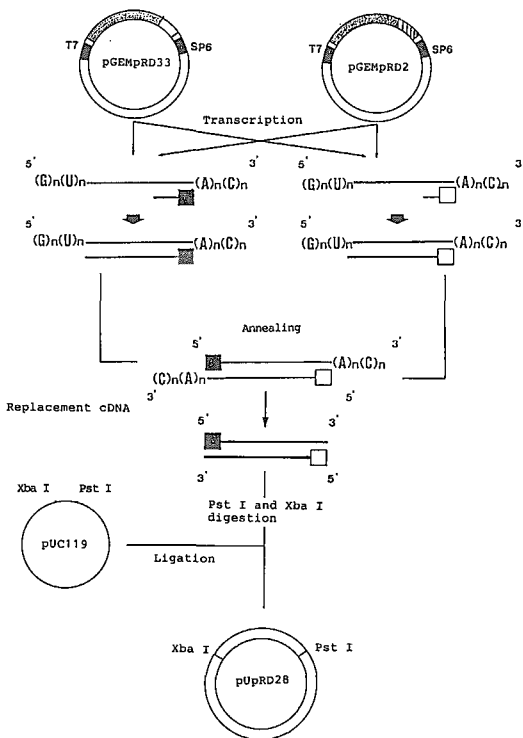 T7 SP6
pGEMpRD33
T7 SP6
pGEMpRD2
Transcription
5' 3'
(G)n(U)n (A)n(C)n
5' 3'
(G)n(U)n (A)n(C)n
5' 3
(G)n(U)n (A)n(C)n
5' 3
(G)n(U)n (A)n(C)n
Annealing
5' 3'
(A)n(C)n
(C)n(A)n
3' 5'
Replacement cDNA
5' 3'
3' 5'
Pst I and Xba I
digestion
Xba I Pst I
pUC119
Ligation
Xba I Pst I
pUpRD28